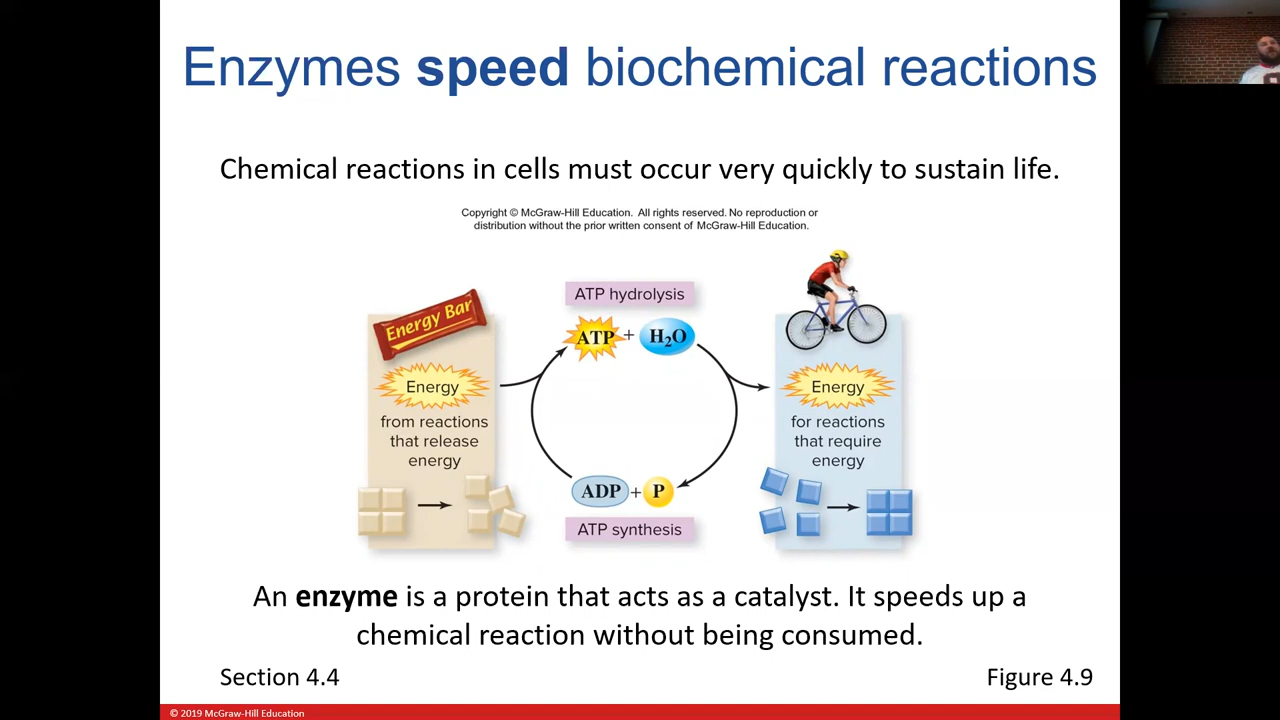 Enzymes speed biochemical reactions
Chemical reactions in cells must occur very quickly to sustain life.
Copyright © McGraw-Hill Education. All rights reserved. No reproduction or
distribution without the prior written consent of McGraw-Hill Education.
Energy Bar
Energy
from reactions
that release
energy
ATP hydrolysis
ATP + H₂O
ADP + P
ATP synthesis
Energy
for reactions
that require
energy
An enzyme is a protein that acts as a catalyst. It speeds up a
chemical reaction without being consumed.
Section 4.4
Figure 4.9
© 2019 McGraw-Hill Education